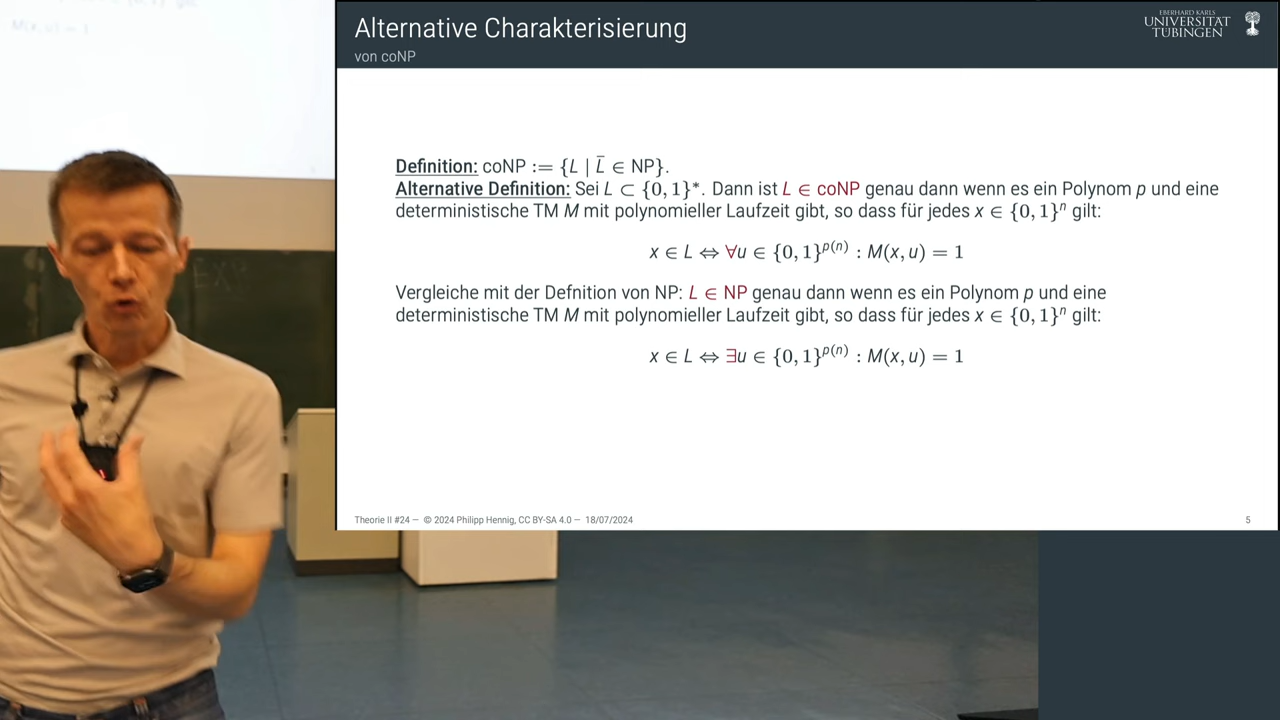 Alternative Charakterisierung
von coNP
EBERHARD KARLS
UNIVERSITÄT
TÜBINGEN
Definition: coNP := {L | L̄ ∈ NP}.
Alternative Definition: Sei L ⊂ {0, 1}*. Dann ist L ∈ coNP genau dann wenn es ein Polynom p und eine
deterministische TM M mit polynomieller Laufzeit gibt, so dass für jedes x ∈ {0, 1}ⁿ gilt:
x ∈ L ⇔ ∀u ∈ {0, 1}^{p(n)} : M(x, u) = 1
Vergleiche mit der Defnition von NP: L ∈ NP genau dann wenn es ein Polynom p und eine
deterministische TM M mit polynomieller Laufzeit gibt, so dass für jedes x ∈ {0, 1}ⁿ gilt:
x ∈ L ⇔ ∃u ∈ {0, 1}^{p(n)} : M(x, u) = 1
Theorie II #24 — © 2024 Philipp Hennig, CC BY-SA 4.0 — 18/07/2024
5
M(x,u) = 1